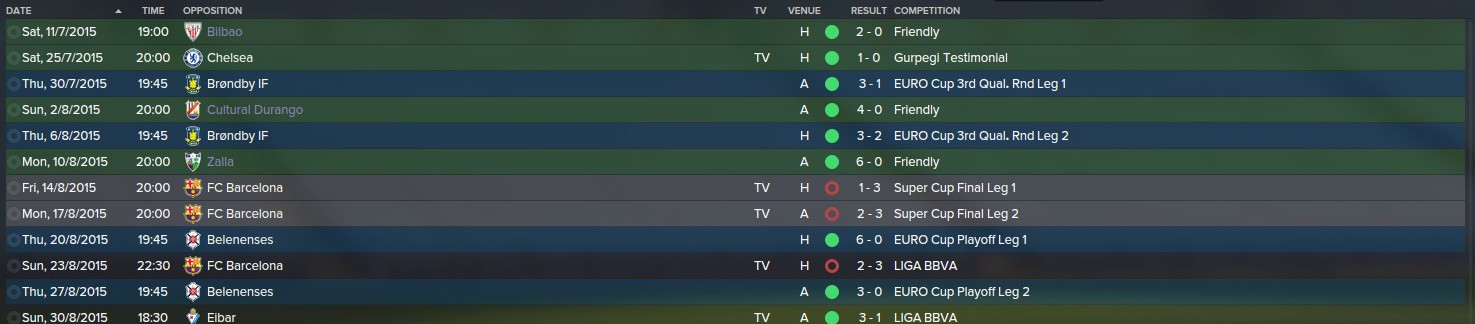 DATE TIME OPPOSITION TV VENUE RESULT COMPETITION
Sat, 11/7/2015 19:00 Bilbao H 2 - 0 Friendly
Sat, 25/7/2015 20:00 Chelsea TV H 1 - 0 Gurpegi Testimonial
Thu, 30/7/2015 19:45 Brøndby IF A 3 - 1 EURO Cup 3rd Qual. Rnd Leg 1
Sun, 2/8/2015 20:00 Cultural Durango A 4 - 0 Friendly
Thu, 6/8/2015 19:45 Brøndby IF H 3 - 2 EURO Cup 3rd Qual. Rnd Leg 2
Mon, 10/8/2015 20:00 Zalla A 6 - 0 Friendly
Fri, 14/8/2015 20:00 FC Barcelona TV H 1 - 3 Super Cup Final Leg 1
Mon, 17/8/2015 20:00 FC Barcelona TV A 2 - 3 Super Cup Final Leg 2
Thu, 20/8/2015 19:45 Belenenses H 6 - 0 EURO Cup Playoff Leg 1
Sun, 23/8/2015 22:30 FC Barcelona TV H 2 - 3 LIGA BBVA
Thu, 27/8/2015 19:45 Belenenses A 3 - 0 EURO Cup Playoff Leg 2
Sun, 30/8/2015 18:30 Eibar TV A 3 - 1 LIGA BBVA